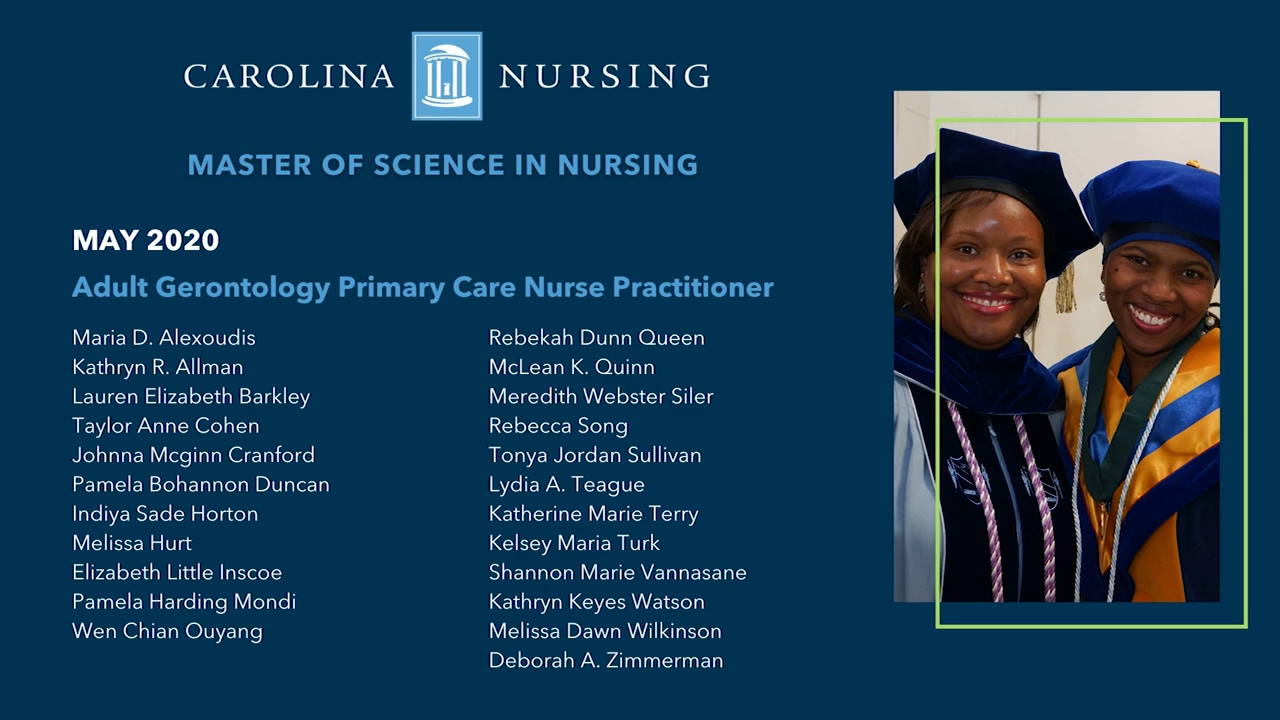 CAROLINA NURSING
MASTER OF SCIENCE IN NURSING
MAY 2020
Adult Gerontology Primary Care Nurse Practitioner
Maria D. Alexoudis
Kathryn R. Allman
Lauren Elizabeth Barkley
Taylor Anne Cohen
Johnna Mcginn Cranford
Pamela Bohannon Duncan
Indiya Sade Horton
Melissa Hurt
Elizabeth Little Inscoe
Pamela Harding Mondi
Wen Chian Ouyang
Rebekah Dunn Queen
McLean K. Quinn
Meredith Webster Siler
Rebecca Song
Tonya Jordan Sullivan
Lydia A. Teague
Katherine Marie Terry
Kelsey Maria Turk
Shannon Marie Vannasane
Kathryn Keyes Watson
Melissa Dawn Wilkinson
Deborah A. Zimmerman